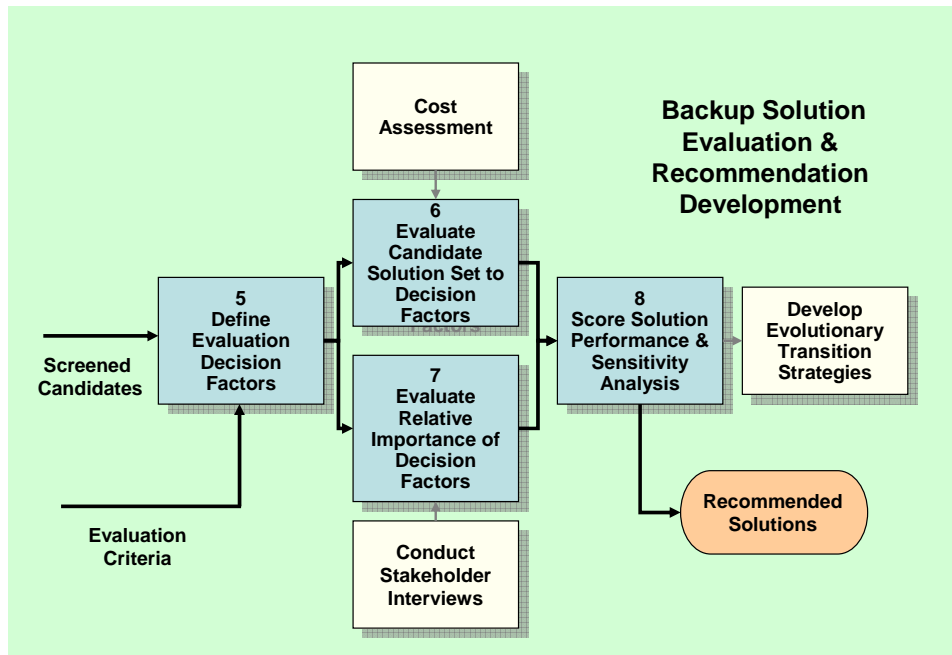 Cost
Assessment
Backup Solution
Evaluation &
Recommendation
Development
6
Evaluate
Candidate
Solution Set to
Decision
Factors
Factors
5
Define
Evaluation
Decision
Factors
8
Score Solution
Performance &
Sensitivity
Analysis
Develop
Evolutionary
Transition
Strategies
Screened
Candidates
7
Evaluate
Relative
Importance of
Decision
Factors
Recommended
Solutions
Evaluation
Criteria
Conduct
Stakeholder
Interviews